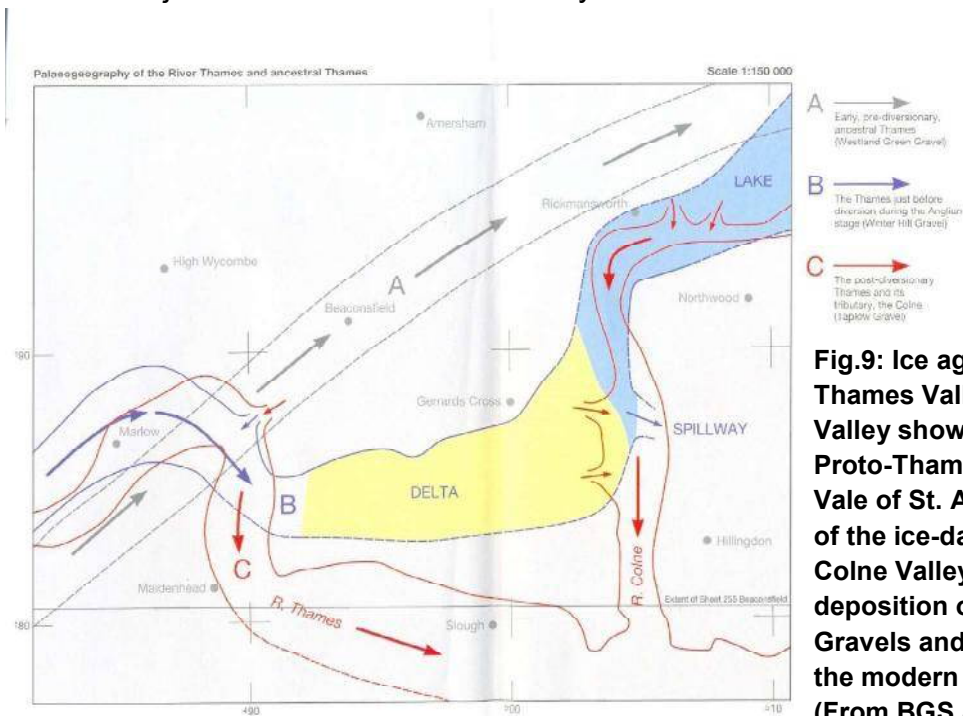 Palaeogeography of the River Thames and ancestral Thames
Scale 1:150 000
Amersham
LAKE
Rickmansworth
High Wycombe
A
Beaconsfield
Northwood
Gerrards Cross
Marlow
SPILLWAY
DELTA
B
C
Hillingdon
Maidenhead
R. Thames
R. Colne
Extent of Sheet 255 Beaconsfield
Slough
A
Early, pre-diversionary,
ancestral Thames
(Westland Green Gravel)
B
The Thames just before
diversion during the Anglian
stage (Winter Hill Gravel)
C
The post-diversionary
Thames and its
tributary, the Colne
(Taplow Gravel)
Fig.9: Ice ag
Thames Vall
Valley show
Proto-Tham
Vale of St. A
of the ice-da
Colne Valley
deposition o
Gravels and
the modern
(From BGS